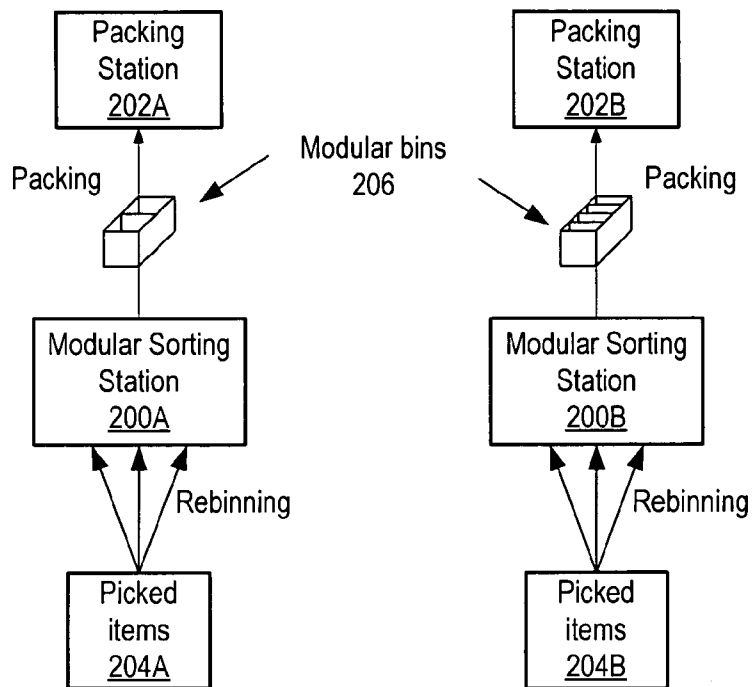 Packing
Station
202A
Packing
Station
202B
Modular bins
206
Packing
Packing
Modular Sorting
Station
200A
Modular Sorting
Station
200B
Rebinning
Rebinning
Picked
items
204A
Picked
items
204B